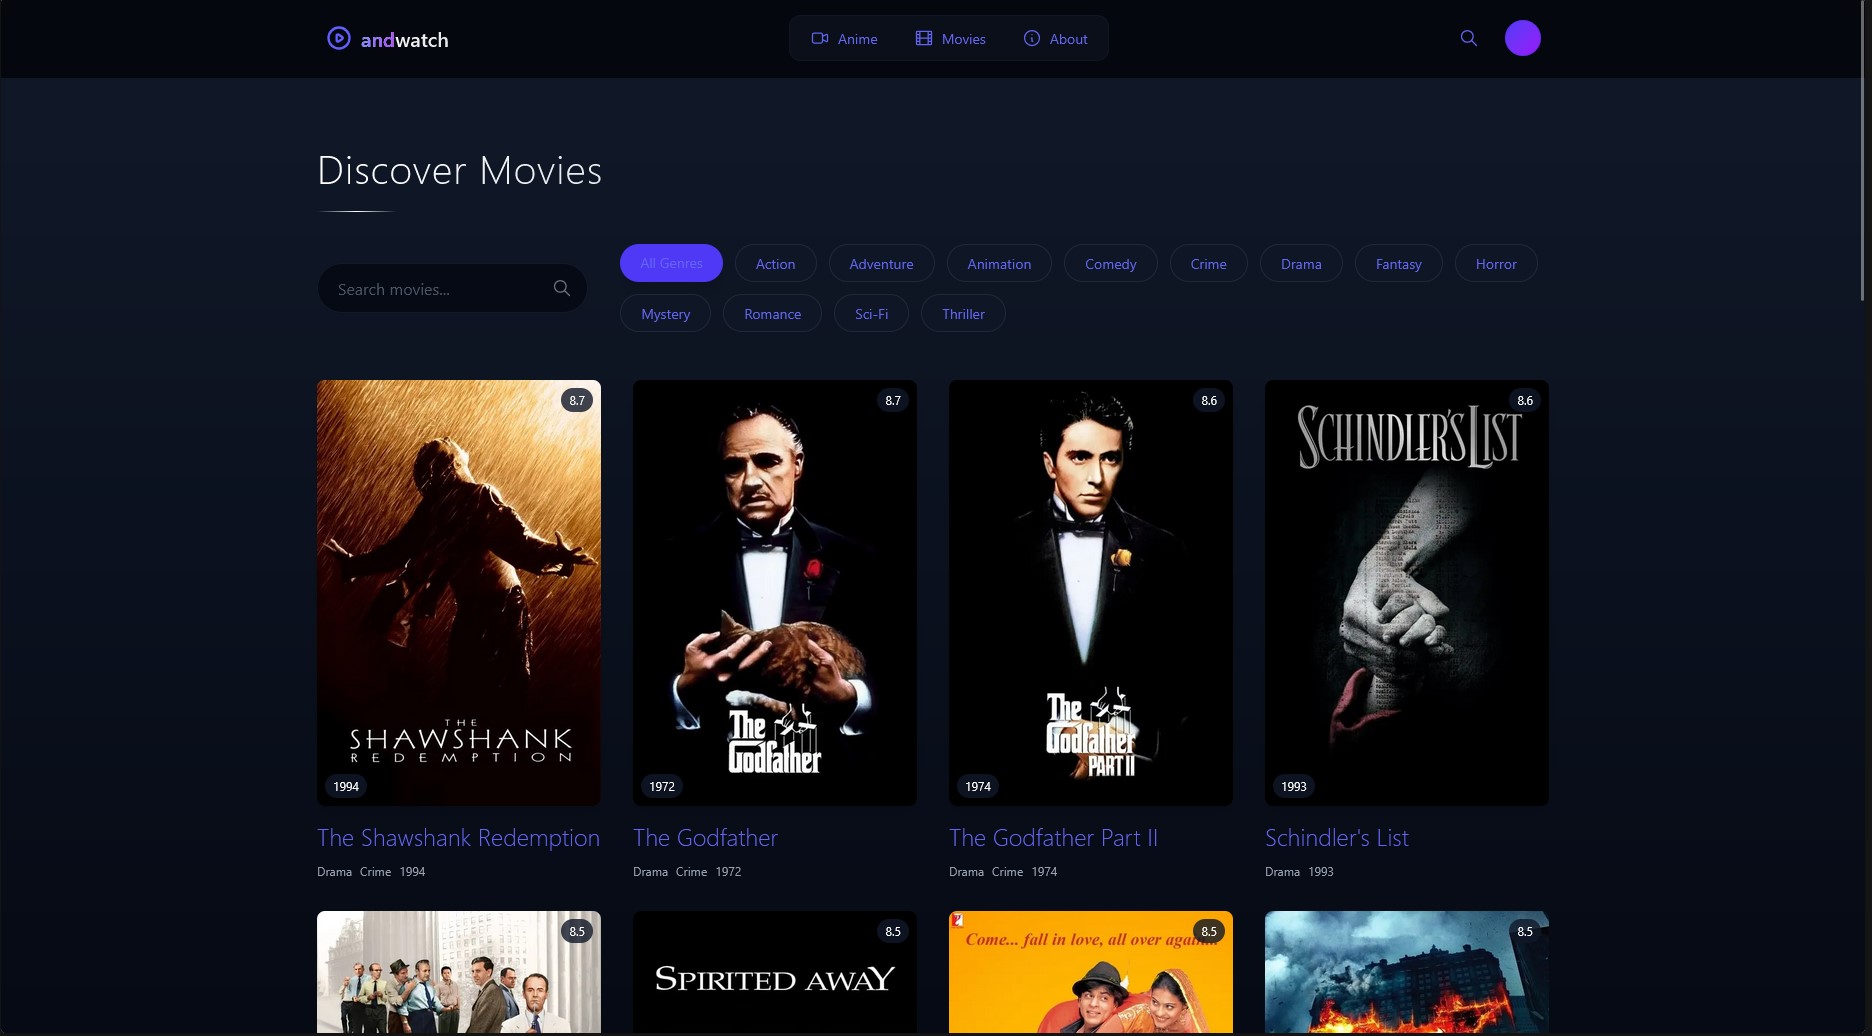 andwatch
Anime Movies About
Discover Movies
Search movies...
All Genres Action Adventure Animation Comedy Crime Drama Fantasy Horror
Mystery Romance Sci-Fi Thriller
8.7
THE
SHAWSHANK
REDEMPTION
1994
The Shawshank Redemption
Drama Crime 1994
8.7
The
Godfather
1972
The Godfather
Drama Crime 1972
8.6
The
Godfather
PART II
1974
The Godfather Part II
Drama Crime 1974
8.6
SCHINDLER'S LIST
1993
Schindler's List
Drama 1993
8.5
8.5
SPIRITED AWAY
8.5
Come... fall in love, all over again...
8.5